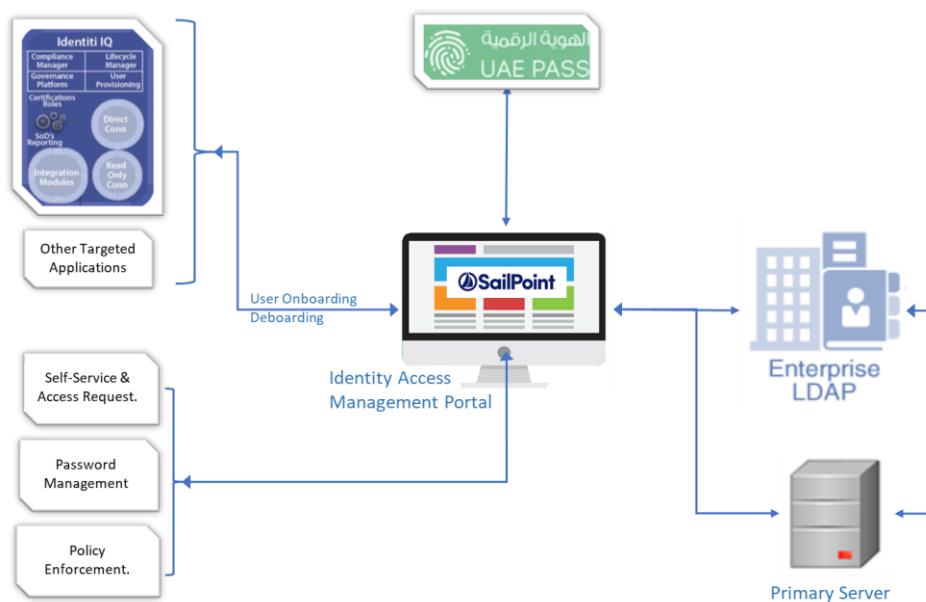 Identiti IQ
Compliance
Manager
Lifecycle
Manager
Governance
Platform
User
Provisioning
Certifications
Roles
Direct
Conn
SoD's
Reporting
Integration
Modules
Read
Only
Conn
Other Targeted
Applications
الهوية الرقمية
UAE PASS
SailPoint
User Onboarding
Deboarding
Identity Access
Management Portal
Enterprise
LDAP
Self-Service &
Access Request.
Password
Management
Policy
Enforcement.
Primary Server